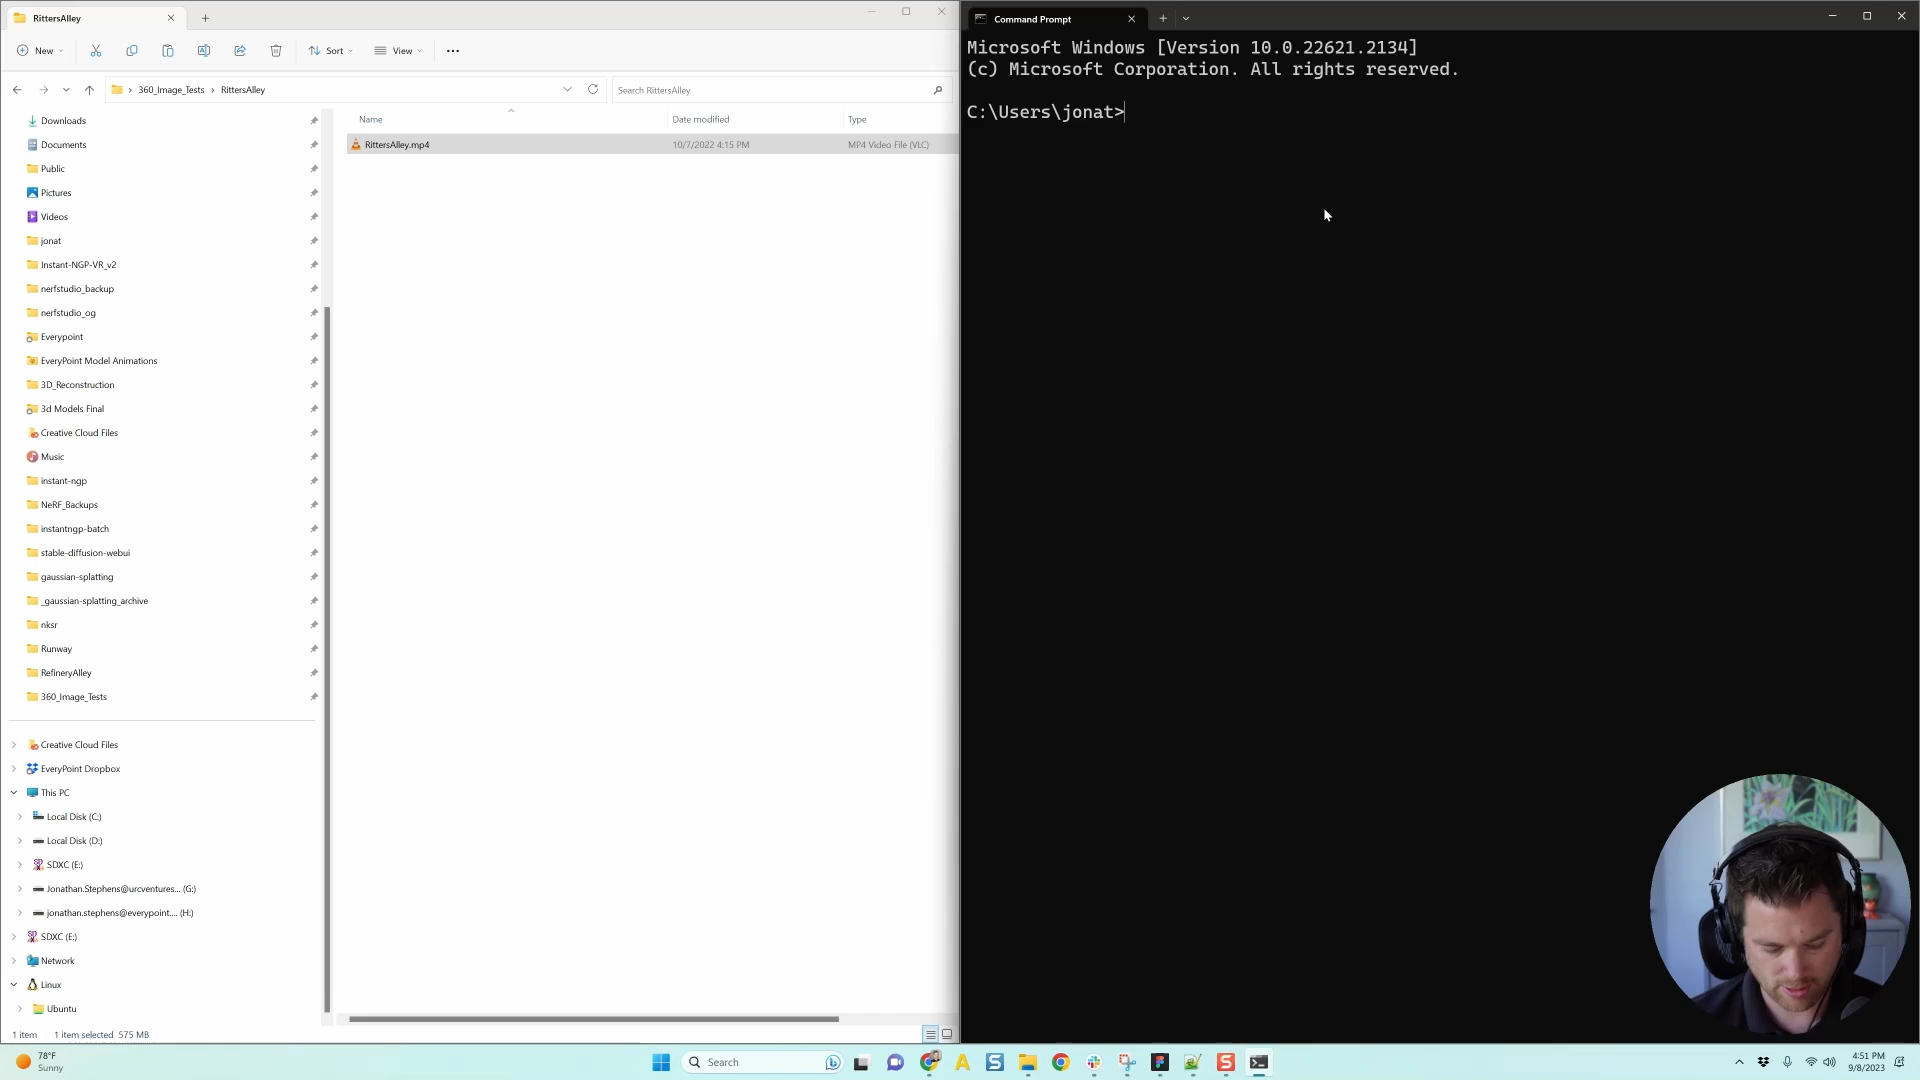 RittersAlley
New
Sort
View
360_Image_Tests > RittersAlley
Search RittersAlley
Name
Date modified
Type
RittersAlley.mp4
10/7/2022 4:15 PM
MP4 Video File (VLC)
Downloads
Documents
Public
Pictures
Videos
jonat
Instant-NGP-VR_v2
nerfstudio_backup
nerfstudio_og
Everypoint
EveryPoint Model Animations
3D_Reconstruction
3d Models Final
Creative Cloud Files
Music
instant-ngp
NeRF_Backups
instantngp-batch
stable-diffusion-webui
gaussian-splatting
_gaussian-splatting_archive
nksr
Runway
RefineryAlley
360_Image_Tests
Creative Cloud Files
EveryPoint Dropbox
This PC
Local Disk (C:)
Local Disk (D:)
SDXC (E:)
Jonathan.Stephens@urcventures... (G:)
jonathan.stephens@everypoint.... (H:)
SDXC (E:)
Network
Linux
Ubuntu
1 item
1 item selected 575 MB
Command Prompt
Microsoft Windows [Version 10.0.22621.2134]
(c) Microsoft Corporation. All rights reserved.
C:\Users\jonat>
78°F
Sunny
Search
4:51 PM
9/8/2023